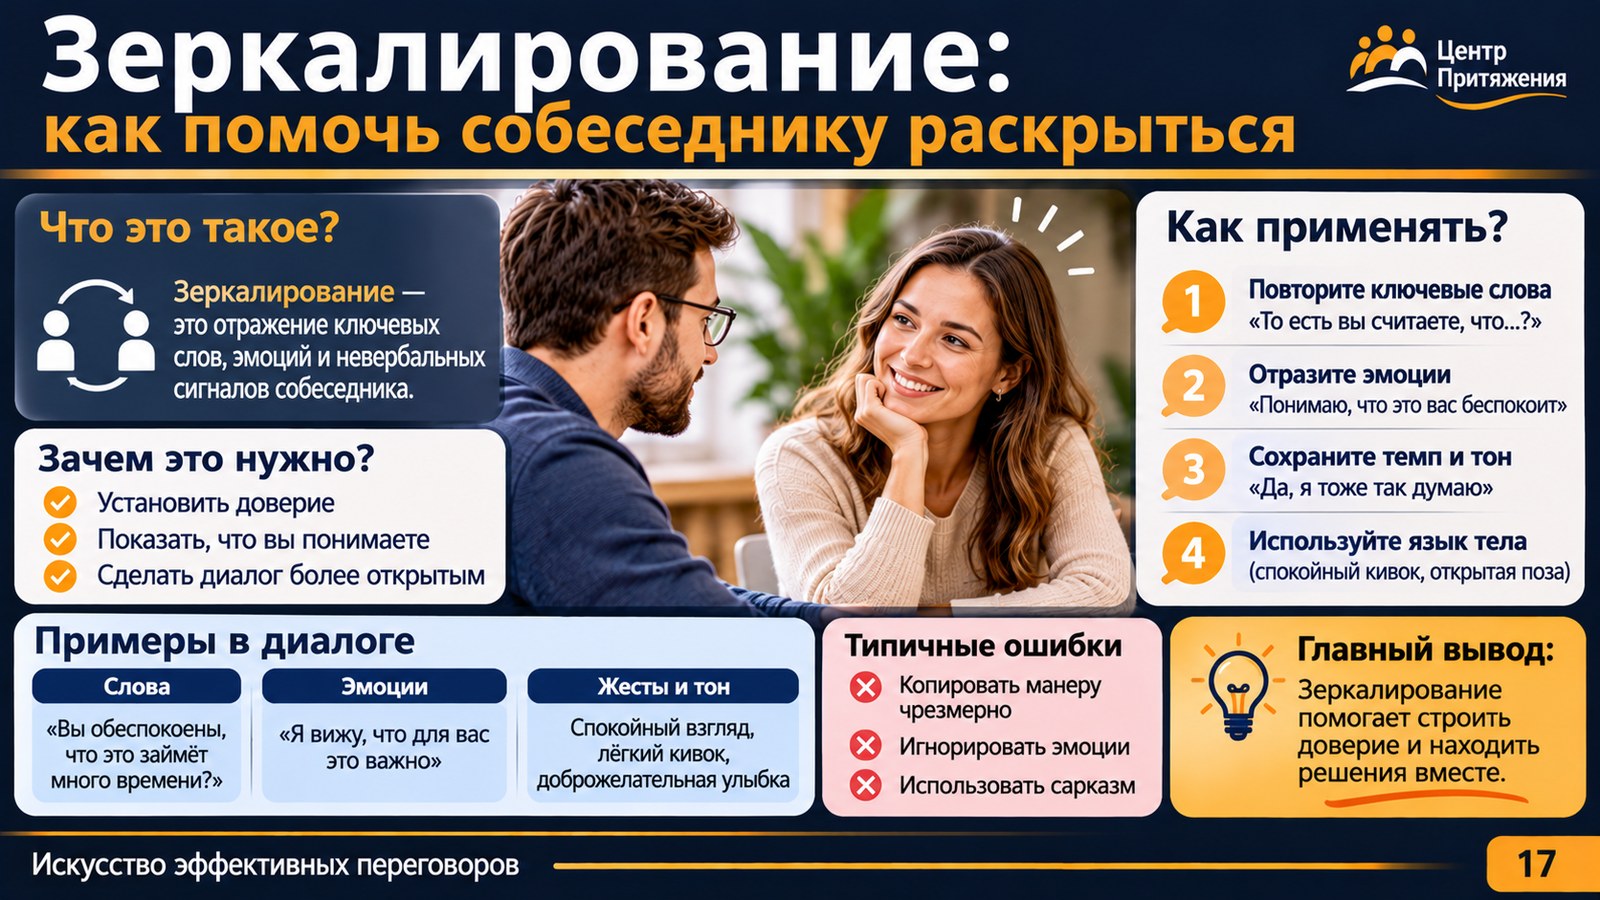 Зеркалирование:
как помочь собеседнику раскрыться
Центр
Притяжения
Что это такое?
Зеркалирование —
это отражение ключевых
слов, эмоций и невербальных
сигналов собеседника.
Зачем это нужно?
Установить доверие
Показать, что вы понимаете
Сделать диалог более открытым
Как применять?
1
Повторите ключевые слова
«То есть вы считаете, что...?»
2
Отразите эмоции
«Понимаю, что это вас беспокоит»
3
Сохраните темп и тон
«Да, я тоже так думаю»
4
Используйте язык тела
(спокойный кивок, открытая поза)
Примеры в диалоге
Слова
«Вы обеспокоены,
что это займёт
много времени?»
Эмоции
«Я вижу, что для вас
это важно»
Жесты и тон
Спокойный взгляд,
лёгкий кивок,
доброжелательная улыбка
Типичные ошибки
Копировать манеру
чрезмерно
Игнорировать эмоции
Использовать сарказм
Главный вывод:
Зеркалирование
помогает строить
доверие и находить
решения вместе.
Искусство эффективных переговоров
17